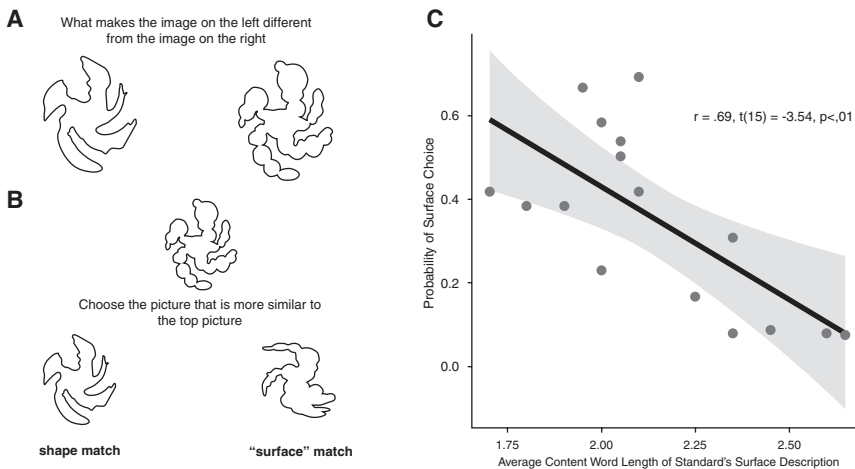 A
What makes the image on the left different
from the image on the right
B
Choose the picture that is more similar to
the top picture
shape match
“surface” match
C
Probability of Surface Choice
0.6
0.4
0.2
0.0
r = .69, t(15) = -3.54, p<,01
1.75
2.00
2.25
2.50
Average Content Word Length of Standard's Surface Description